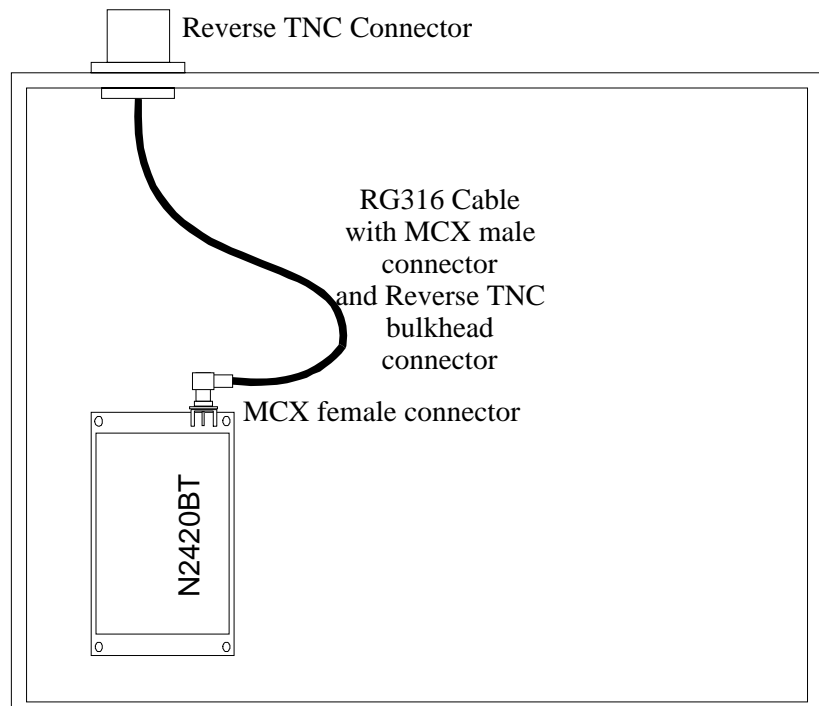 Reverse TNC Connector
RG316 Cable
with MCX male
connector
and Reverse TNC
bulkhead
connector
MCX female connector
N2420BT